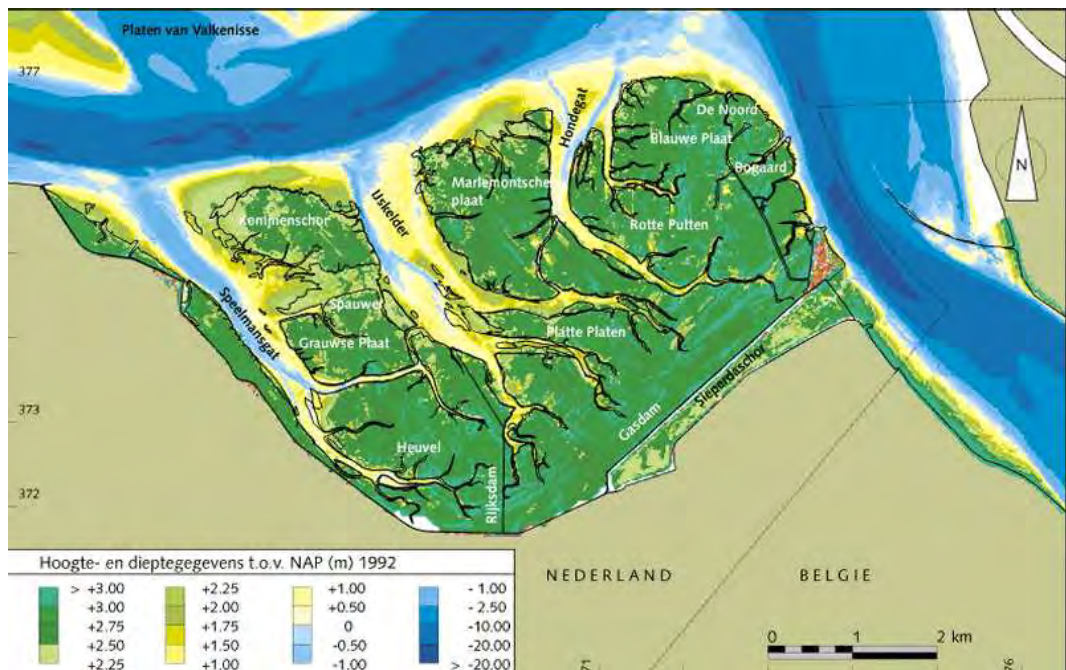 Platen van Valkenisse
377
Hondegat
De Noord
Blauwe Plaat
Bogaard
N
Marlemontsche
plaat
Kenijnenschor
IJskelder
Rotte Putten
Speelmansgat
Spauwer
Grauwse Plaat
Platte Platen
Sieperdaschor
Gasdam
373
Heuvel
Rijksdam
372
Hoogte- en dieptegegevens t.o.v. NAP (m) 1992
> +3.00
+3.00
+2.75
+2.50
+2.25
+2.25
+2.00
+1.75
+1.50
+1.00
+1.00
+0.50
0
-0.50
-1.00
- 1.00
- 2.50
-10.00
-20.00
> -20.00
NEDERLAND BELGIE
0 1 2 km
71
76